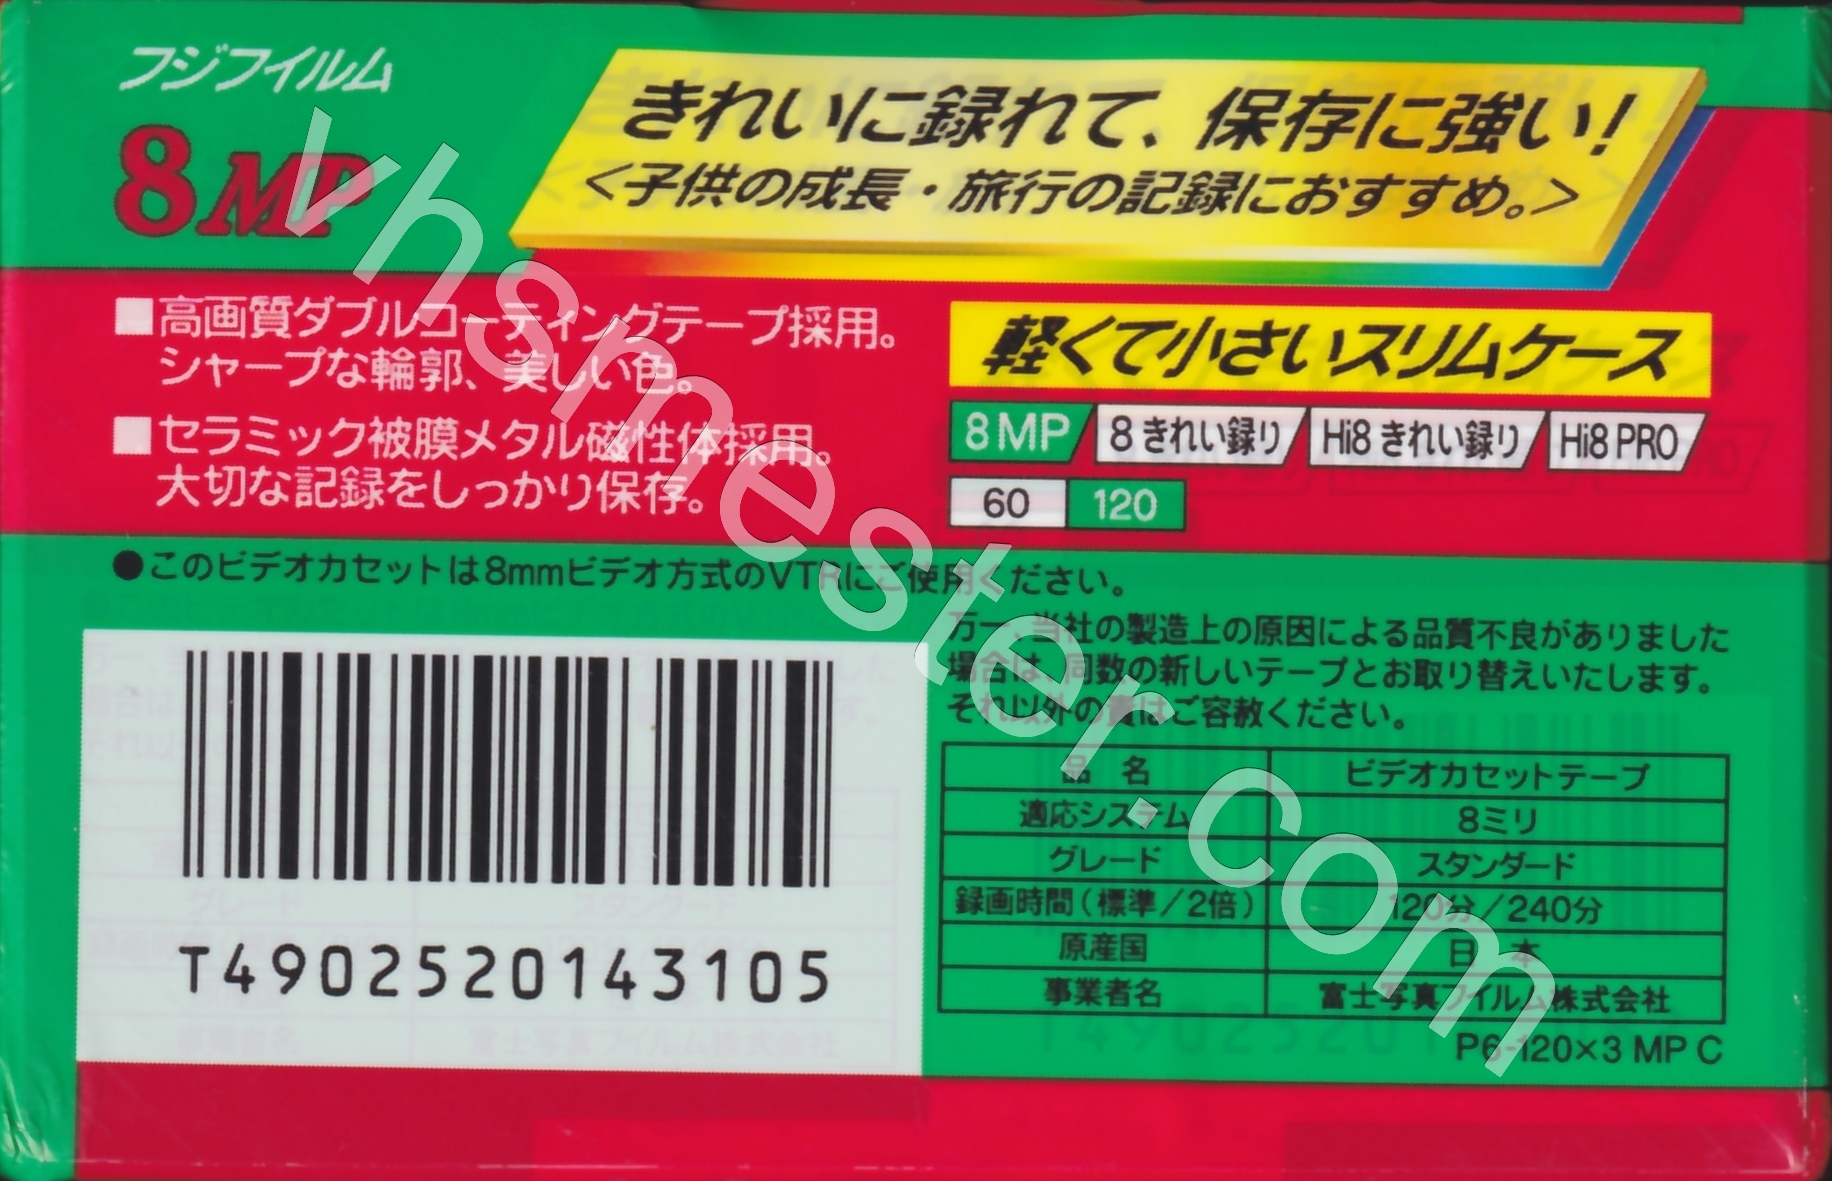 フジフイルム
8MP
きれいに録れて、保存に強い!
<子供の成長・旅行の記録におすすめ。>
■高画質ダブルコーティングテープ採用。
シャープな輪郭、美しい色。
■セラミック被膜メタル磁性体採用。
大切な記録をしっかり保存。
軽くて小さいスリムケース
8MP 8きれい録り Hi8きれい録り Hi8 PRO
60 120
●このビデオカセットは8mmビデオ方式のVTRにご使用ください。
万一、当社の製造上の原因による品質不良がありました
場合は、同数の新しいテープとお取り替えいたします。
それ以外の責はご容赦ください。
品 名 ビデオカセットテープ
適応システム 8ミリ
グレード スタンダード
録画時間(標準/2倍) 120分/240分
原産国 日 本
事業者名 富士写真フイルム株式会社
P6-120×3 MP C
T4902520143105
vhsmester.com